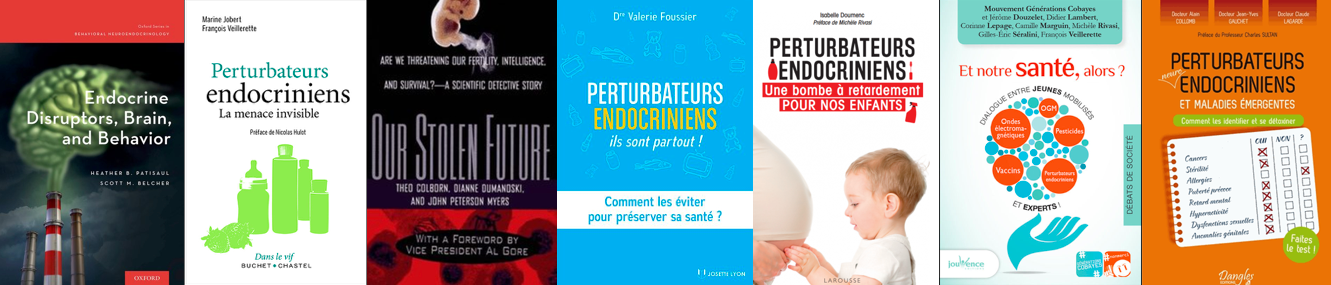 Oxford Series in
BEHAVIORAL NEUROENDOCRINOLOGY
Endocrine
Disruptors, Brain,
and Behavior
HEATHER B. PATISAUL
SCOTT M. BELCHER
OXFORD
Marine Jobert
François Veillerette
Perturbateurs
endocriniens
La menace invisible
Préface de Nicolas Hulot
Dans le vif
BUCHET • CHASTEL
ARE WE THREATENING OUR FERTILITY, INTELLIGENCE,
AND SURVIVAL?—A SCIENTIFIC DETECTIVE STORY
OUR STOLEN FUTURE
THEO COLBORN, DIANNE DUMANOSKI,
AND JOHN PETERSON MYERS
WITH A FOREWORD BY
VICE PRESIDENT AL GORE
Dre Valerie Foussier
PERTURBATEURS
ENDOCRINIENS
ils sont partout !
Comment les éviter
pour préserver sa santé ?
JOSETTE LYON
Isabelle Doumenc
Préface de Michèle Rivasi
PERTURBATEURS
ENDOCRINIENS
Une bombe à retardement
POUR NOS ENFANTS
LAROUSSE
Mouvement Générations Cobayes
et Jérôme Douzelet, Didier Lambert,
Corinne Lepage, Camille Marguin, Michèle Rivasi,
Gilles-Éric Séralini, François Veillerette
Et notre santé, alors ?
DIALOGUE ENTRE JEUNES MOBILISÉS
OGM
Ondes
électroma-
gnétiques
Pesticides
Vaccins
Perturbateurs
endocriniens
ET EXPERTS !
DÉBATS DE SOCIÉTÉ
jouvence
Docteur Alain
COLLOMB
Docteur Jean-Yves
GAUCHET
Docteur Claude
LAGARDE
Préface du Professeur Charles SULTAN
PERTURBATEURS
neuro
ENDOCRINIENS
ET MALADIES ÉMERGENTES
Comment les identifier et se détoxiner
OUI NON ?
Cancers
Stérilité
Allergies
Puberté précoce
Retard mental
Hyperactivité
Dysfonctions sexuelles
Anomalies génitales
Faites
le test !
Dangles